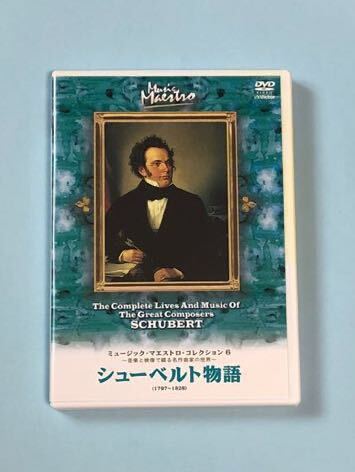 Music
Maestro
DVD
VIDEO
Victor
The Complete Lives And Music Of
The Great Composers
SCHUBERT
ミュージック・マエストロ・コレクション 6
～音楽と映像で綴る名作曲家の世界～
シューベルト物語
(1797～1828)